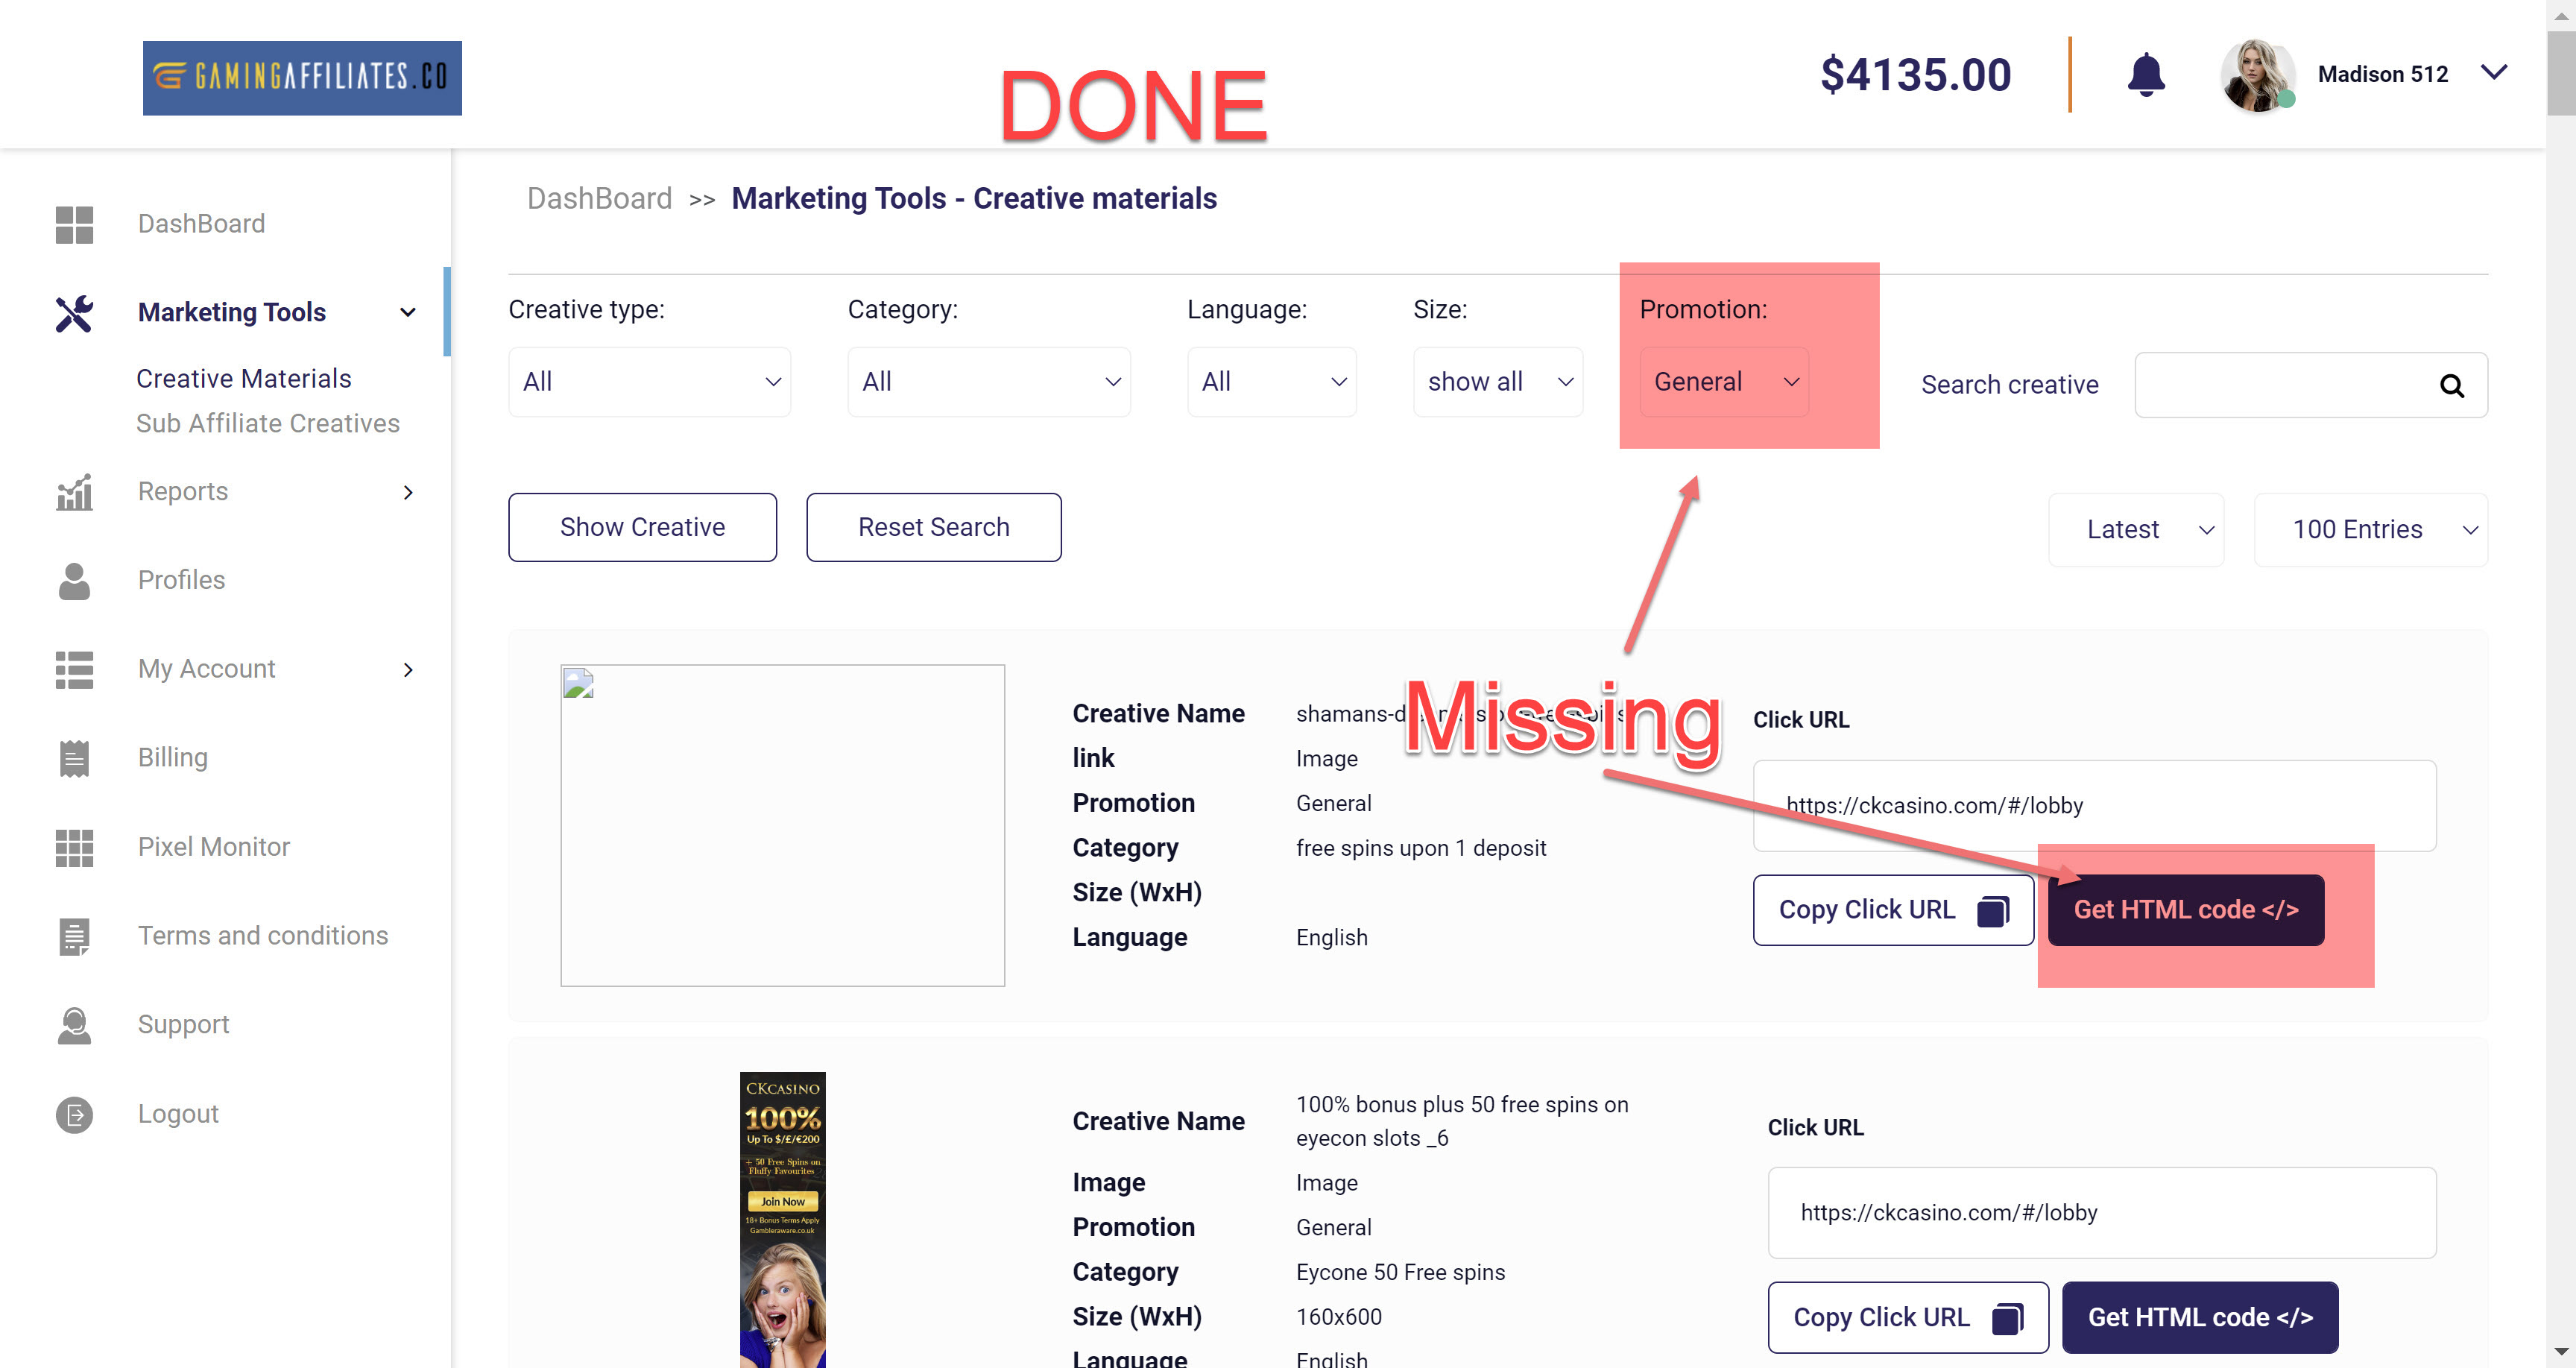 GAMINGAFFILIATES.CO
DONE
$4135.00
Madison 512
DashBoard >> Marketing Tools - Creative materials
DashBoard
Marketing Tools
Creative Materials
Sub Affiliate Creatives
Reports
Profiles
My Account
Billing
Pixel Monitor
Terms and conditions
Support
Logout
Creative type:
All
Category:
All
Language:
All
Size:
show all
Promotion:
General
Search creative
Show Creative
Reset Search
Latest
100 Entries
Missing
Creative Name
link Image
Promotion General
Category free spins upon 1 deposit
Size (WxH)
Language English
Click URL
https://ckcasino.com/#/lobby
Copy Click URL
Get HTML code </>
CKCASINO
100%
Up To $/£/€200
+ 50 Free Spins on
Fluffy Favourites
Join Now
18+ Bonus Terms Apply
Gambleraware.co.uk
Creative Name 100% bonus plus 50 free spins on
eyecon slots _6
Image Image
Promotion General
Category Eycone 50 Free spins
Size (WxH) 160x600
Language English
Click URL
https://ckcasino.com/#/lobby
Copy Click URL
Get HTML code </>